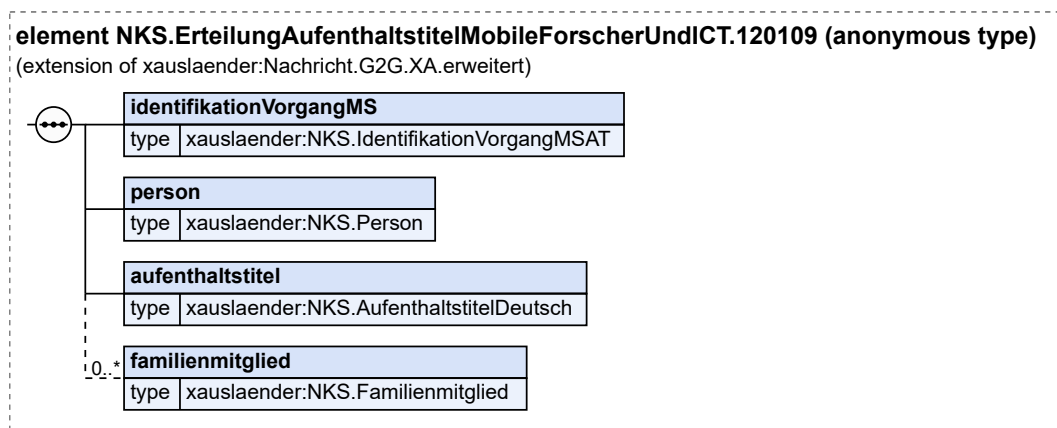 element NKS.ErteilungAufenthaltstitelMobileForscherUndICT.120109 (anonymous type)
(extension of xauslaender:Nachricht.G2G.XA.erweitert)
identifikationVorgangMS
type xauslaender:NKS.IdentifikationVorgangMSAT
person
type xauslaender:NKS.Person
aufenthaltstitel
type xauslaender:NKS.AufenthaltstitelDeutsch
0..* familienmitglied
type xauslaender:NKS.Familienmitglied